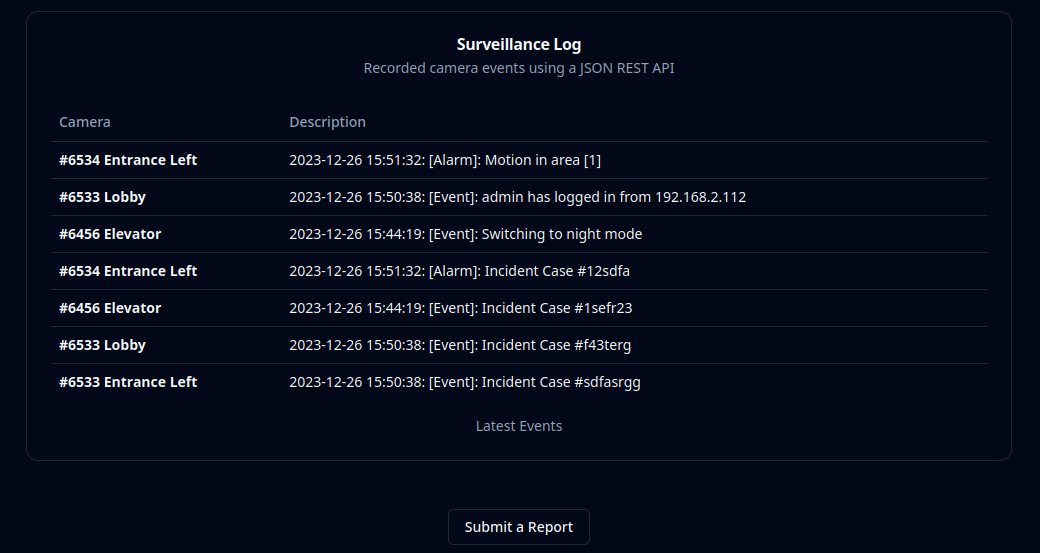 Surveillance Log
Recorded camera events using a JSON REST API
Camera Description
#6534 Entrance Left 2023-12-26 15:51:32: [Alarm]: Motion in area [1]
#6533 Lobby 2023-12-26 15:50:38: [Event]: admin has logged in from 192.168.2.112
#6456 Elevator 2023-12-26 15:44:19: [Event]: Switching to night mode
#6534 Entrance Left 2023-12-26 15:51:32: [Alarm]: Incident Case #12sdfa
#6456 Elevator 2023-12-26 15:44:19: [Event]: Incident Case #1sefr23
#6533 Lobby 2023-12-26 15:50:38: [Event]: Incident Case #f43terg
#6533 Entrance Left 2023-12-26 15:50:38: [Event]: Incident Case #sdfasrgg
Latest Events
Submit a Report